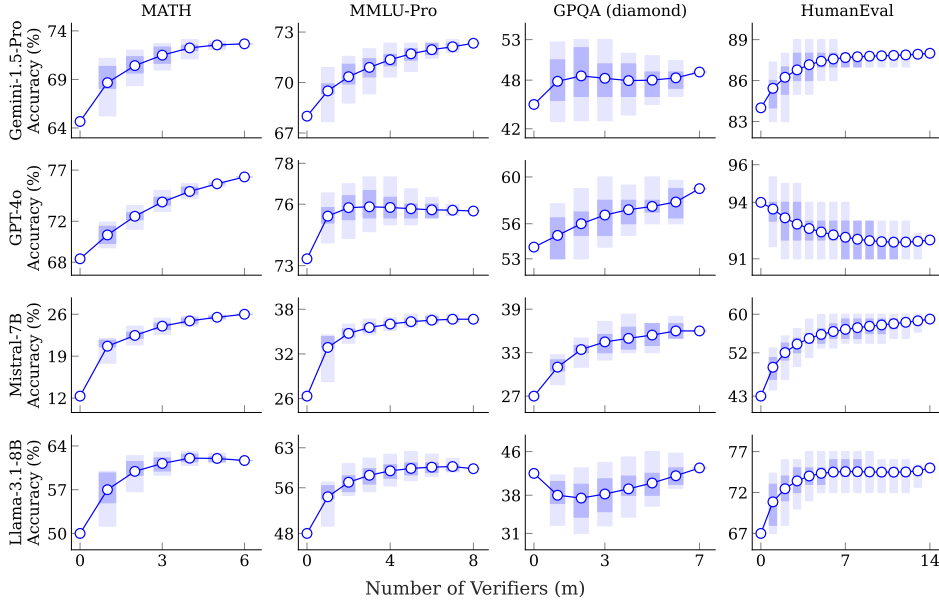 MATH MMLU-Pro GPQA (diamond) HumanEval
Gemini-1.5-Pro
Accuracy (%)
74 69 64
73 70 67
53 48 42
89 86 83
GPT-4o
Accuracy (%)
77 72 68
78 76 73
60 56 53
96 94 91
Mistral-7B
Accuracy (%)
26 19 12
38 32 26
39 33 27
60 52 43
Llama-3.1-8B
Accuracy (%)
64 57 50
63 56 48
46 38 31
77 72 67
0 3 6 0 4 8 0 3 7 0 7 14
Number of Verifiers (m)